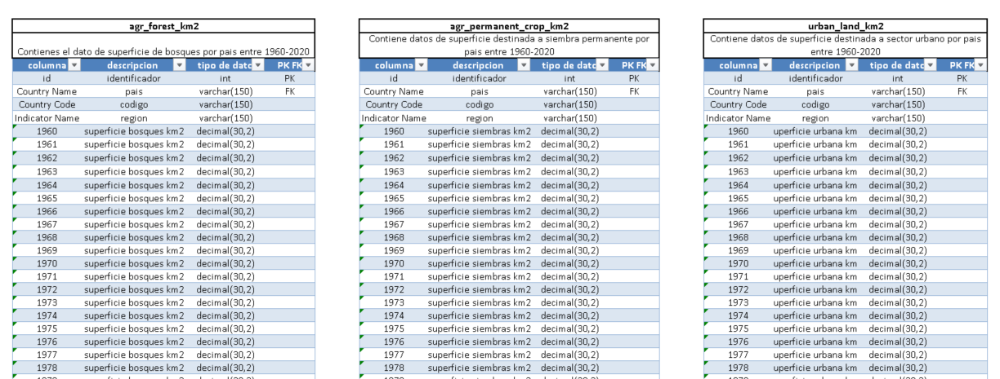 agr_forest_km2
Contienes el dato de superficie de bosques por pais entre 1960-2020
columna descripcion tipo de datc PK FK
id identificador int PK
Country Name pais varchar(150) FK
Country Code codigo varchar(150)
Indicator Name region varchar(150)
1960 superficie bosques km2 decimal(30,2)
1961 superficie bosques km2 decimal(30,2)
1962 superficie bosques km2 decimal(30,2)
1963 superficie bosques km2 decimal(30,2)
1964 superficie bosques km2 decimal(30,2)
1965 superficie bosques km2 decimal(30,2)
1966 superficie bosques km2 decimal(30,2)
1967 superficie bosques km2 decimal(30,2)
1968 superficie bosques km2 decimal(30,2)
1969 superficie bosques km2 decimal(30,2)
1970 superficie bosques km2 decimal(30,2)
1971 superficie bosques km2 decimal(30,2)
1972 superficie bosques km2 decimal(30,2)
1973 superficie bosques km2 decimal(30,2)
1974 superficie bosques km2 decimal(30,2)
1975 superficie bosques km2 decimal(30,2)
1976 superficie bosques km2 decimal(30,2)
1977 superficie bosques km2 decimal(30,2)
1978 superficie bosques km2 decimal(30,2)
agr_permanent_crop_km2
Contiene datos de superficie destinada a siembra permanente por
pais entre 1960-2020
columna descripcion tipo de datc PK FK
id identificador int PK
Country Name pais varchar(150) FK
Country Code codigo varchar(150)
Indicator Name region varchar(150)
1960 superficie siembras km2 decimal(30,2)
1961 superficie siembras km2 decimal(30,2)
1962 superficie siembras km2 decimal(30,2)
1963 superficie siembras km2 decimal(30,2)
1964 superficie siembras km2 decimal(30,2)
1965 superficie siembras km2 decimal(30,2)
1966 superficie siembras km2 decimal(30,2)
1967 superficie siembras km2 decimal(30,2)
1968 superficie siembras km2 decimal(30,2)
1969 superficie siembras km2 decimal(30,2)
1970 superficie siembras km2 decimal(30,2)
1971 superficie siembras km2 decimal(30,2)
1972 superficie siembras km2 decimal(30,2)
1973 superficie siembras km2 decimal(30,2)
1974 superficie siembras km2 decimal(30,2)
1975 superficie siembras km2 decimal(30,2)
1976 superficie siembras km2 decimal(30,2)
1977 superficie siembras km2 decimal(30,2)
1978 superficie siembras km2 decimal(30,2)
urban_land_km2
Contiene datos de superficie destinada a sector urbano por pais
entre 1960-2020
columna descripcion tipo de datc PK FK
id identificador int PK
Country Name pais varchar(150) FK
Country Code codigo varchar(150)
Indicator Name region varchar(150)
1960 uperficie urbana km decimal(30,2)
1961 uperficie urbana km decimal(30,2)
1962 uperficie urbana km decimal(30,2)
1963 uperficie urbana km decimal(30,2)
1964 uperficie urbana km decimal(30,2)
1965 uperficie urbana km decimal(30,2)
1966 uperficie urbana km decimal(30,2)
1967 uperficie urbana km decimal(30,2)
1968 uperficie urbana km decimal(30,2)
1969 uperficie urbana km decimal(30,2)
1970 uperficie urbana km decimal(30,2)
1971 uperficie urbana km decimal(30,2)
1972 uperficie urbana km decimal(30,2)
1973 uperficie urbana km decimal(30,2)
1974 uperficie urbana km decimal(30,2)
1975 uperficie urbana km decimal(30,2)
1976 uperficie urbana km decimal(30,2)
1977 uperficie urbana km decimal(30,2)
1978 uperficie urbana km decimal(30,2)